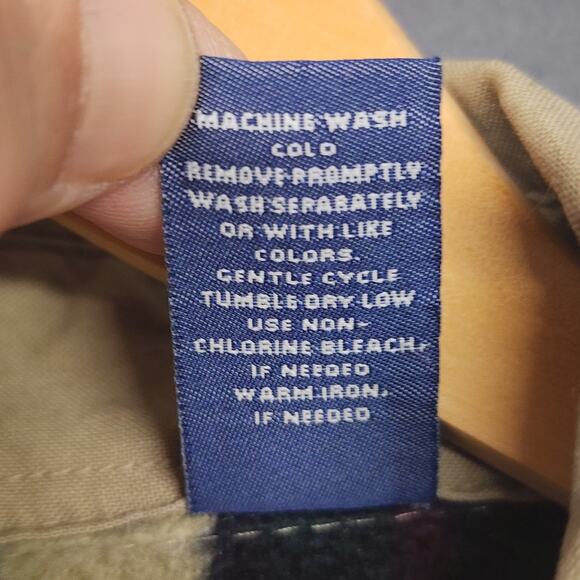 MACHINE WASH
COLD
REMOVE PROMPTLY
WASH SEPARATELY
OR WITH LIKE
COLORS.
GENTLE CYCLE
TUMBLE DRY LOW
USE NON-
CHLORINE BLEACH,
IF NEEDED
WARM IRON,
IF NEEDED